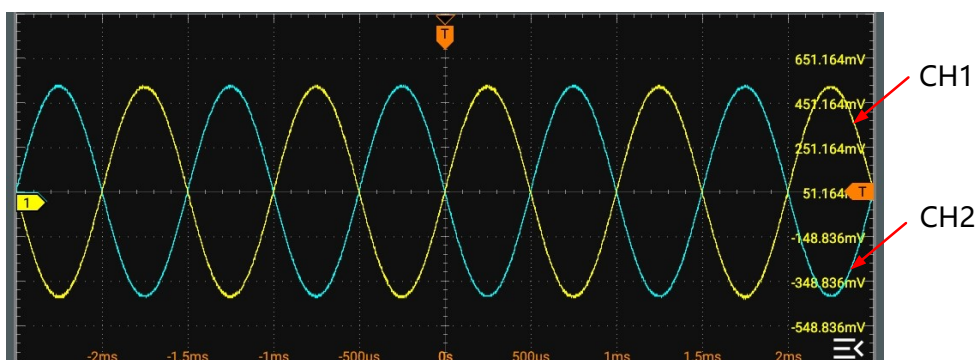 T
651.164mV
CH1
451.164mV
251.164mV
1
51.164
T
CH2
-148.836mV
-348.836mV
-548.836mV
-2ms
-1.5ms
-1ms
-500us
0s
500us
1ms
1.5ms
2ms